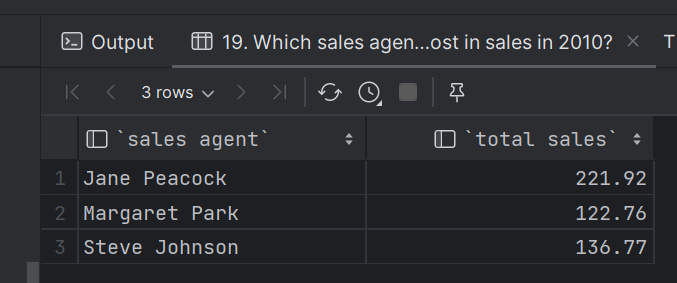 Output 19. Which sales agen...ost in sales in 2010? T
3 rows
`sales agent` `total sales`
1 Jane Peacock 221.92
2 Margaret Park 122.76
3 Steve Johnson 136.77